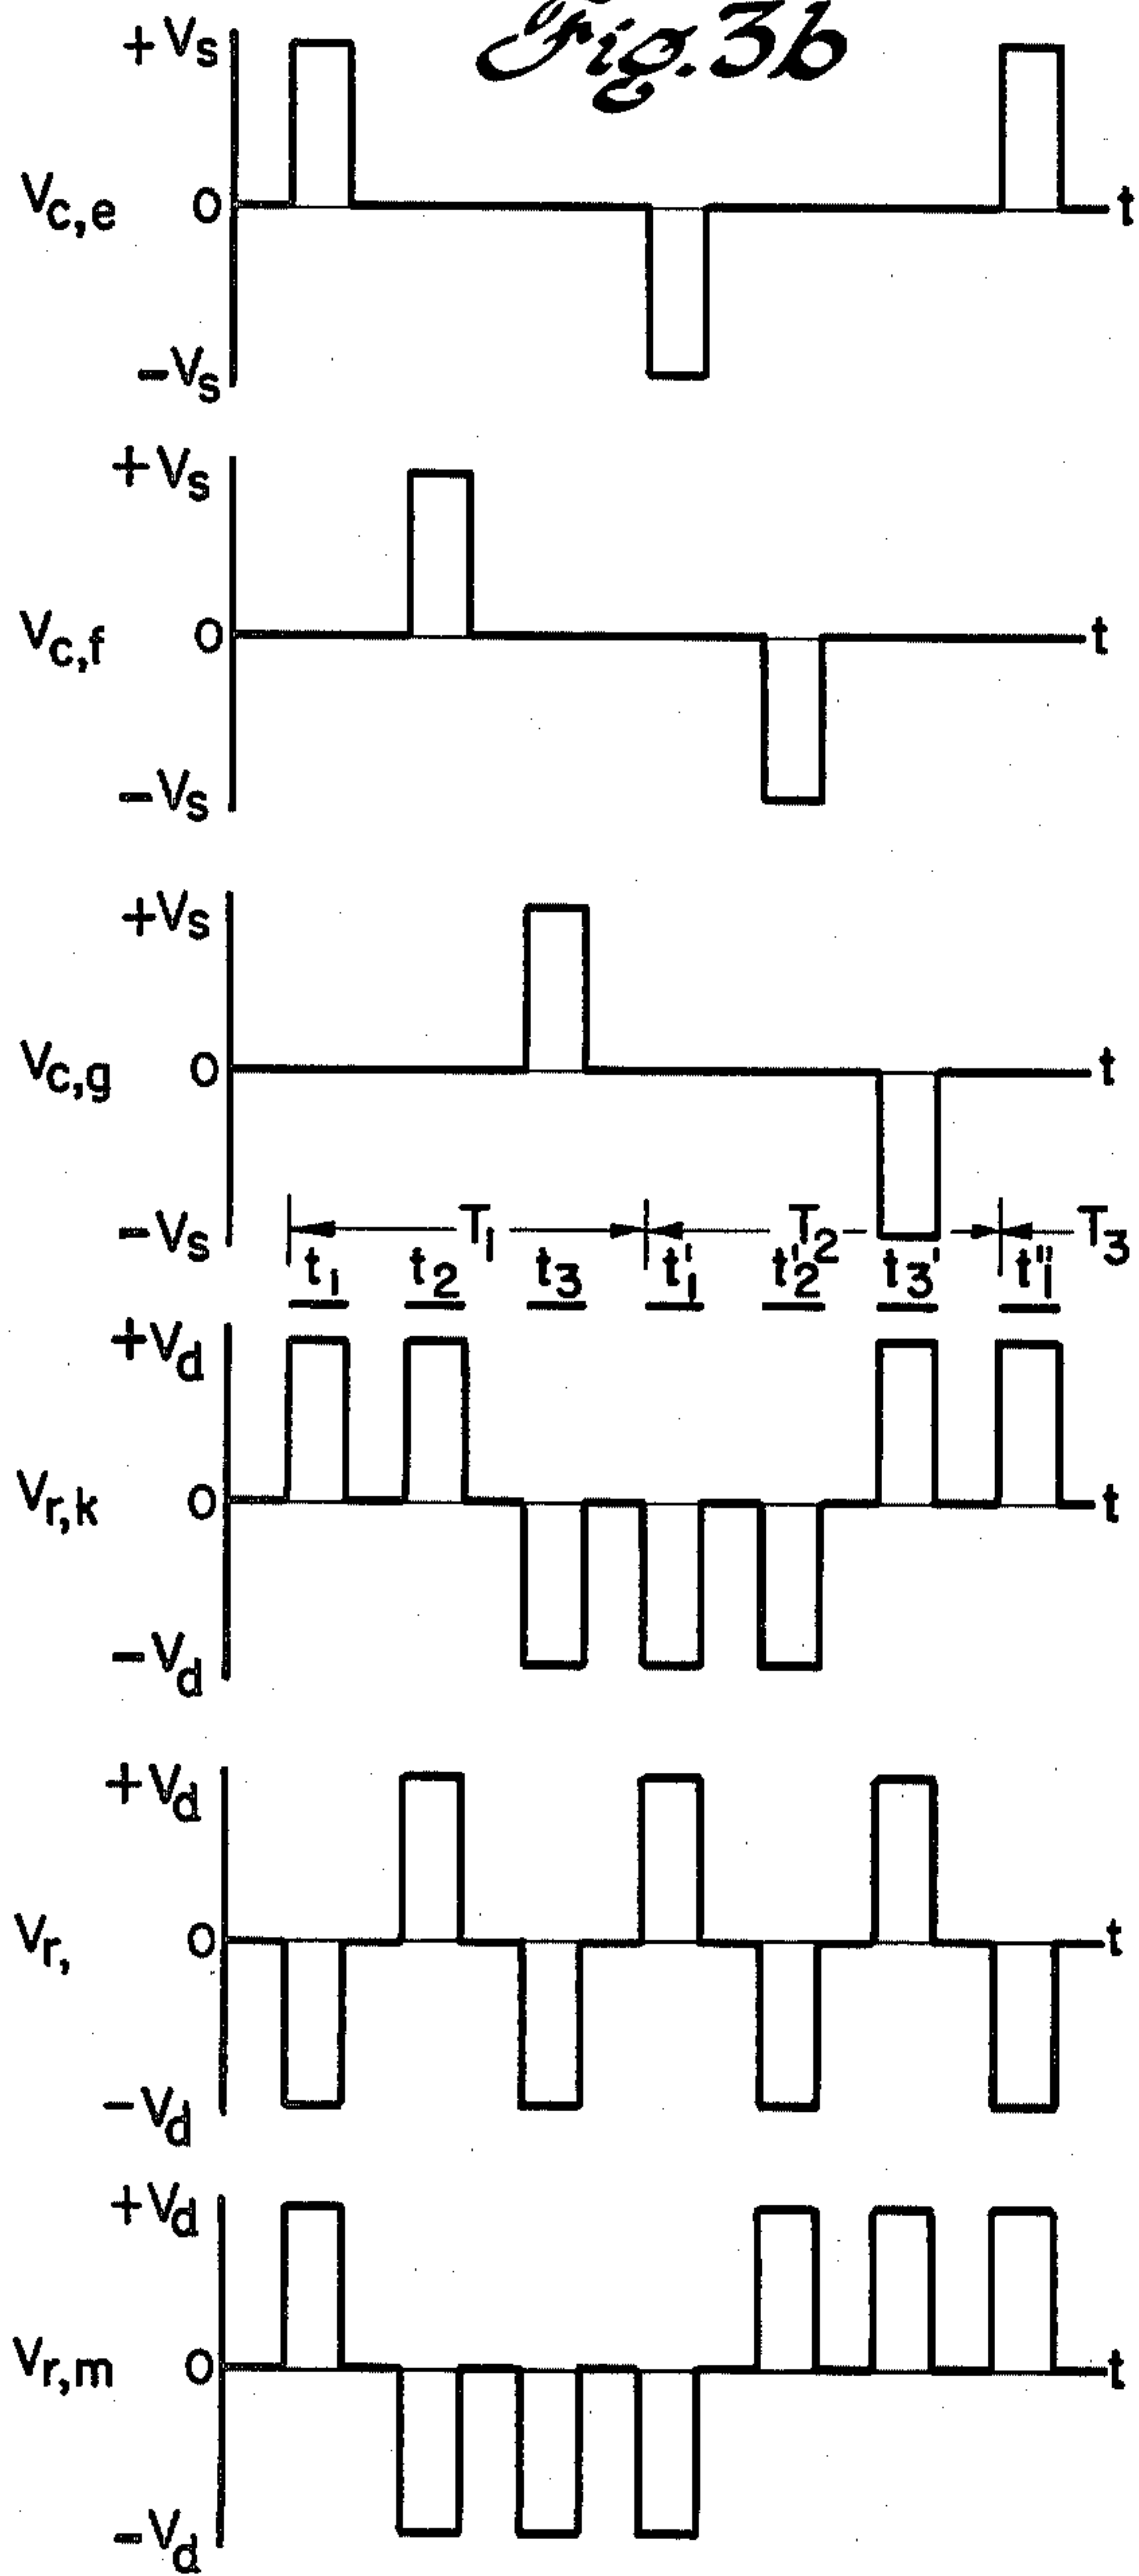 Fig. 3b
+Vs
Vc,e 0 t
-Vs
+Vs
Vc,f 0 t
-Vs
+Vs
Vc,g 0 t
-Vs T1 T2 T3
t1 t2 t3 t'1 t'2 t3' t"1
+Vd
Vr,k 0 t
-Vd
+Vd
Vr, 0 t
-Vd
+Vd
Vr,m 0 t
-Vd